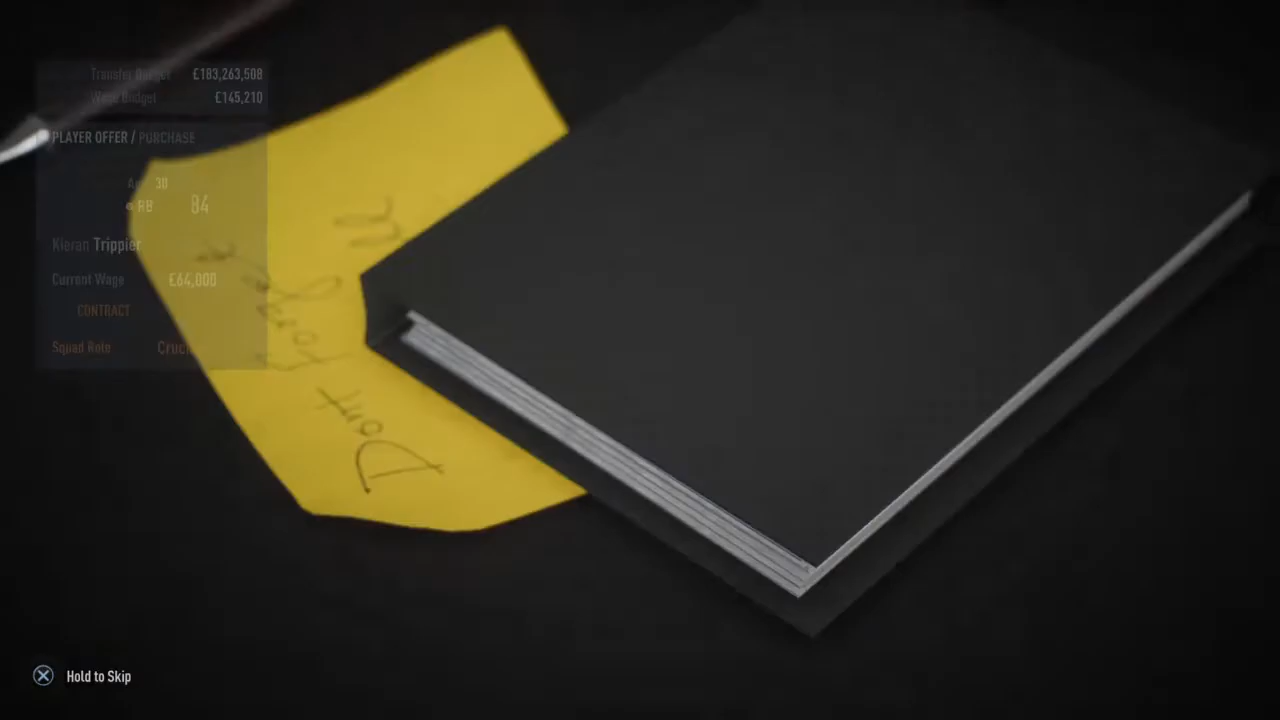 Transfer Budget £183,263,508
Wage Budget £145,210
PLAYER OFFER / PURCHASE
Age 30
RB 84
Kieran Trippier
Current Wage £64,000
CONTRACT
Squad Role Cruc
Dont
forget
Hold to Skip